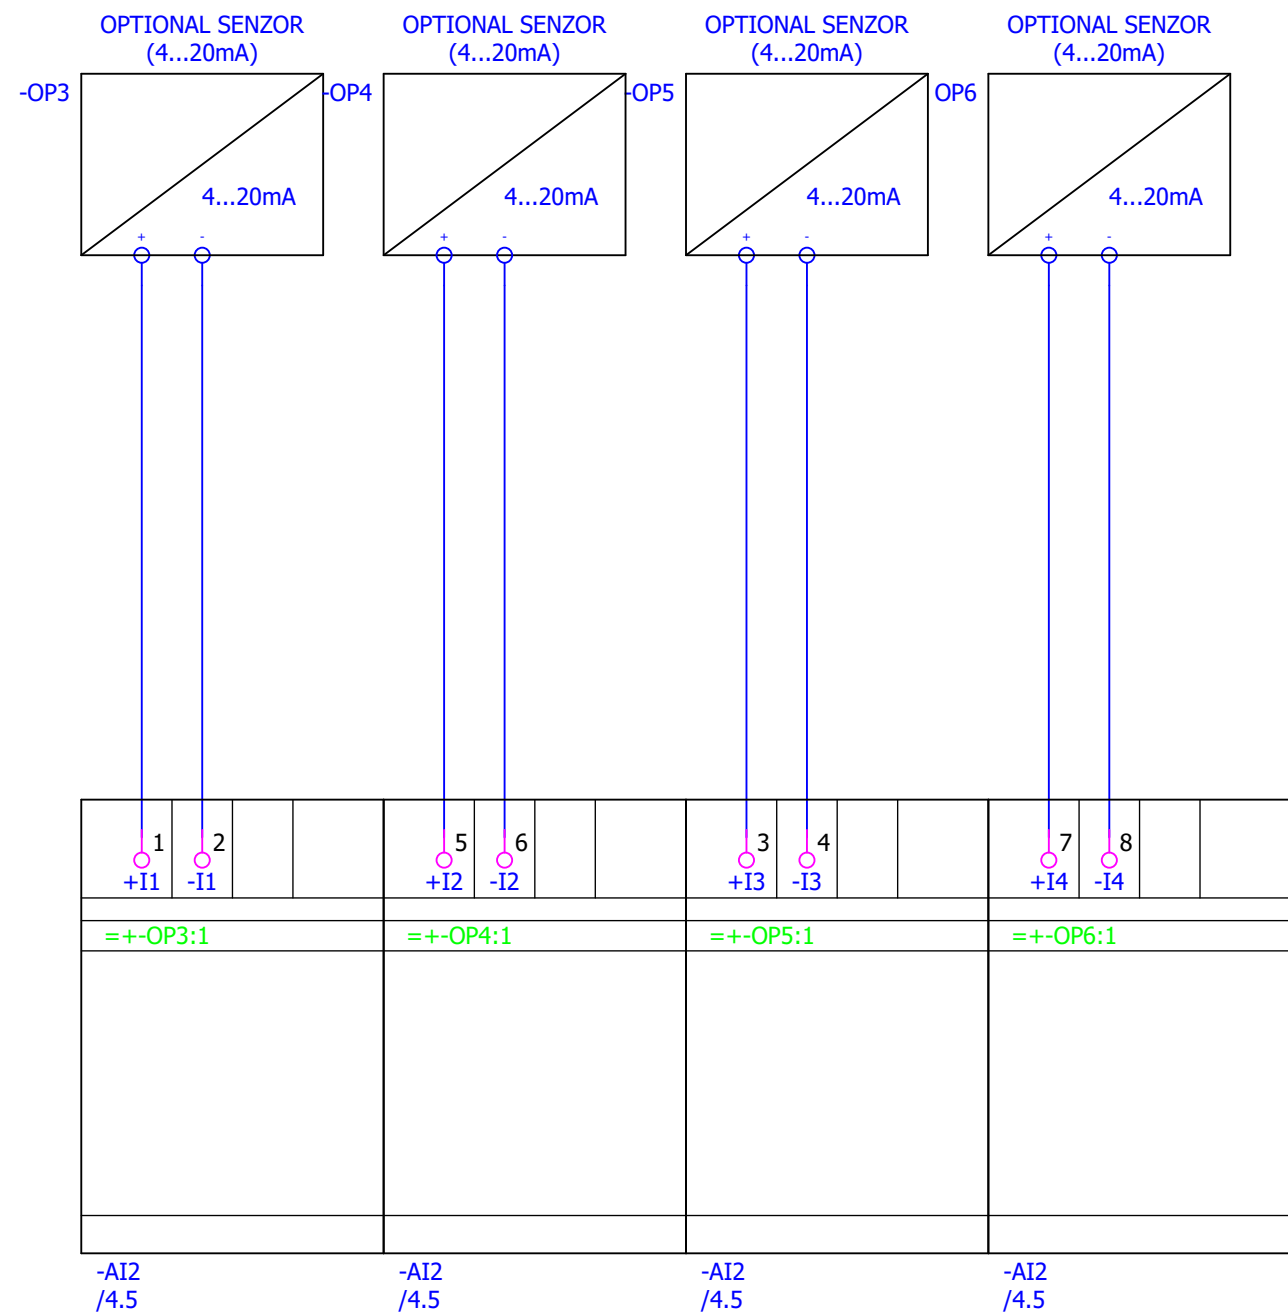 OPTIONAL SENZOR OPTIONAL SENZOR OPTIONAL SENZOR OPTIONAL SENZOR
(4...20mA) (4...20mA) (4...20mA) (4...20mA)
-OP3 -OP4 -OP5 OP6
4...20mA 4...20mA 4...20mA 4...20mA
+ - + - + - + -
1 2 5 6 3 4 7 8
+I1 -I1 +I2 -I2 +I3 -I3 +I4 -I4
=+-OP3:1 =+-OP4:1 =+-OP5:1 =+-OP6:1
-AI2 -AI2 -AI2 -AI2
/4.5 /4.5 /4.5 /4.5